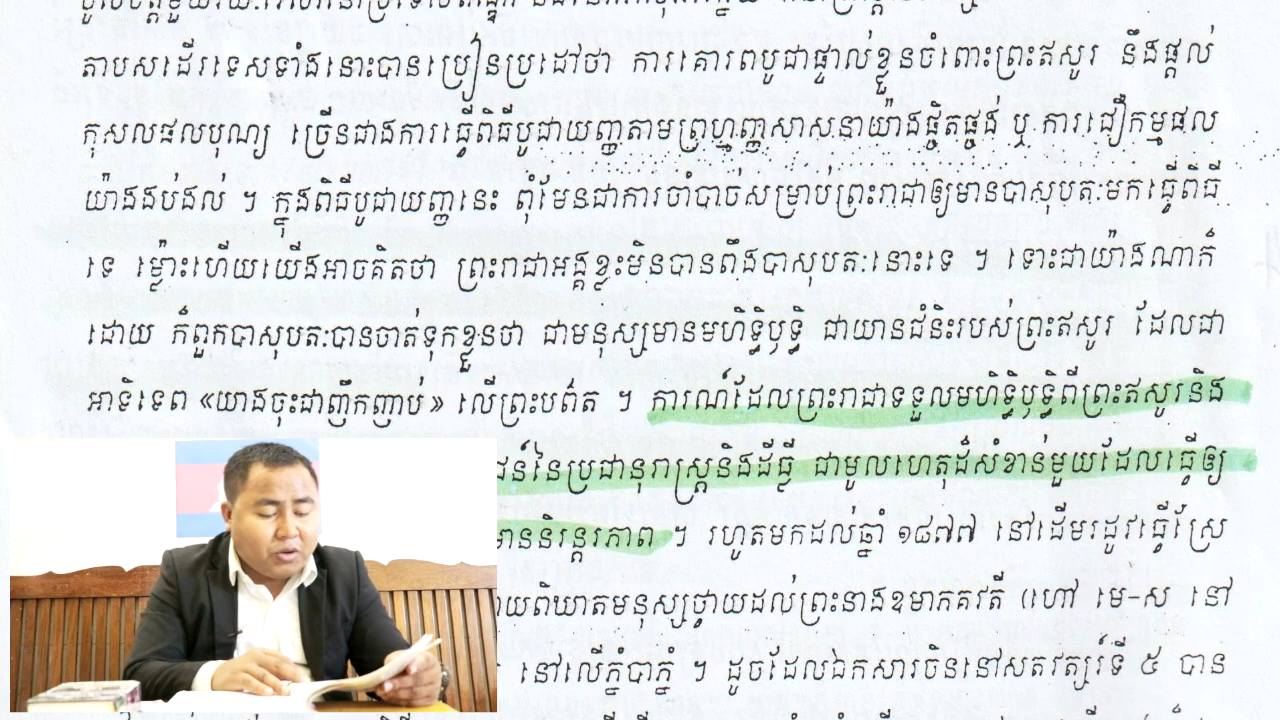 តាបសដើរទេសទាំងនោះបានប្រៀនប្រដៅថា ការគោរពបូជាផ្ទាល់ខ្លួនចំពោះព្រះឥសូរ នឹងផ្ដល់
កុសលផលបុណ្យ ច្រើនជាងការធ្វើពិធីបូជាយញ្ញតាមព្រហ្មញ្ញសាសនាយ៉ាងផ្ចិតផ្ចង់ ឬ ការជឿកម្មផល
យ៉ាងងប់ងល់ ។ ក្នុងពិធីបូជាយញ្ញនេះ ពុំមែនជាការចាំបាច់សម្រាប់ព្រះរាជាឲ្យមានបាសុបតៈមកធ្វើពិធី
ទេ ម្ល៉ោះហើយយើងអាចគិតថា ព្រះរាជាអង្គខ្លះមិនបានពឹងបាសុបតៈនោះទេ ។ ទោះជាយ៉ាងណាក៏
ដោយ ក៏ពួកបាសុបតៈបានចាត់ទុកខ្លួនថា ជាមនុស្សមានមហិទ្ធិឫទ្ធិ ជាយានជំនិះរបស់ព្រះឥសូរ ដែលជា
អាទិទេព «យាងចុះជាញឹកញាប់» លើព្រះបពិត ។ ការណ៍ដែលព្រះរាជាទទួលមហិទ្ធិឫទ្ធិពីព្រះឥសូរនិង
ជន៍នៃប្រជានុរាស្ត្រនិងដីធ្លី ជាមូលហេតុដ៏សំខាន់មួយដែលធ្វើឲ្យ
មាននិរន្តរភាព ។ រហូតមកដល់ឆ្នាំ ១៨៧៧ នៅដើមរដូវធ្វើស្រែ
យពិឃាតមនុស្សថ្វាយដល់ព្រះនាងឧមាភគវតី (ហៅ មេ-ស នៅ
នៅលើភ្នំបាភ្នំ ។ ដូចដែលឯកសារចិននៅសតវត្សរ៍ទី ៥ បាន